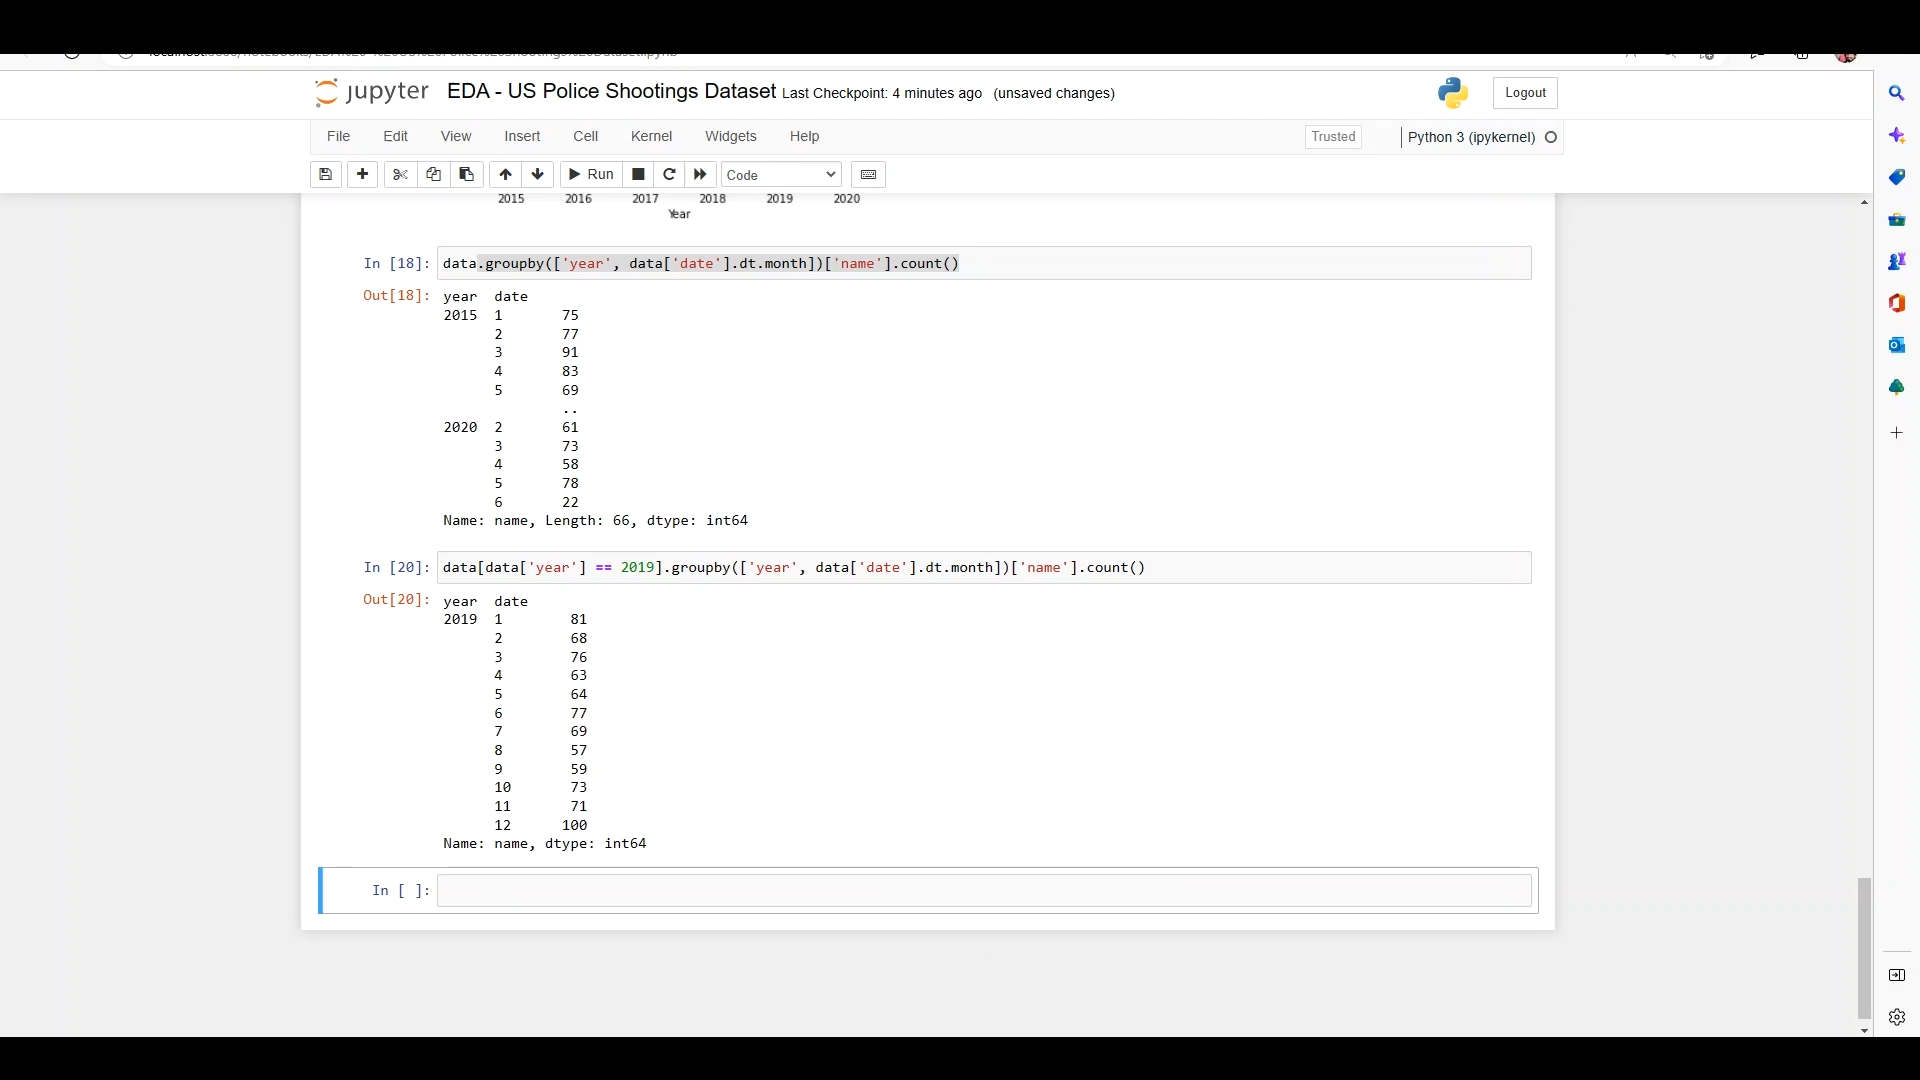 jupyter EDA - US Police Shootings Dataset Last Checkpoint: 4 minutes ago (unsaved changes) Logout
File Edit View Insert Cell Kernel Widgets Help Trusted Python 3 (ipykernel)
Run Code
2015 2016 2017 2018 2019 2020
Year
In [18]: data.groupby(['year', data['date'].dt.month])['name'].count()
Out[18]: year date
2015 1 75
2 77
3 91
4 83
5 69
..
2020 2 61
3 73
4 58
5 78
6 22
Name: name, Length: 66, dtype: int64
In [20]: data[data['year'] == 2019].groupby(['year', data['date'].dt.month])['name'].count()
Out[20]: year date
2019 1 81
2 68
3 76
4 63
5 64
6 77
7 69
8 57
9 59
10 73
11 71
12 100
Name: name, dtype: int64
In [ ]: